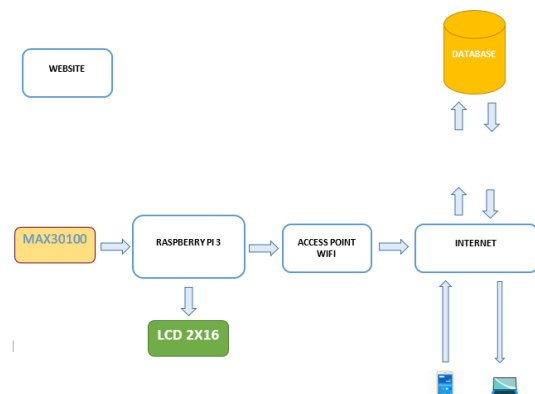 DATABASE
WEBSITE
MAX30100
RASPBERRY PI 3
ACCESS POINT
WIFI
INTERNET
LCD 2X16